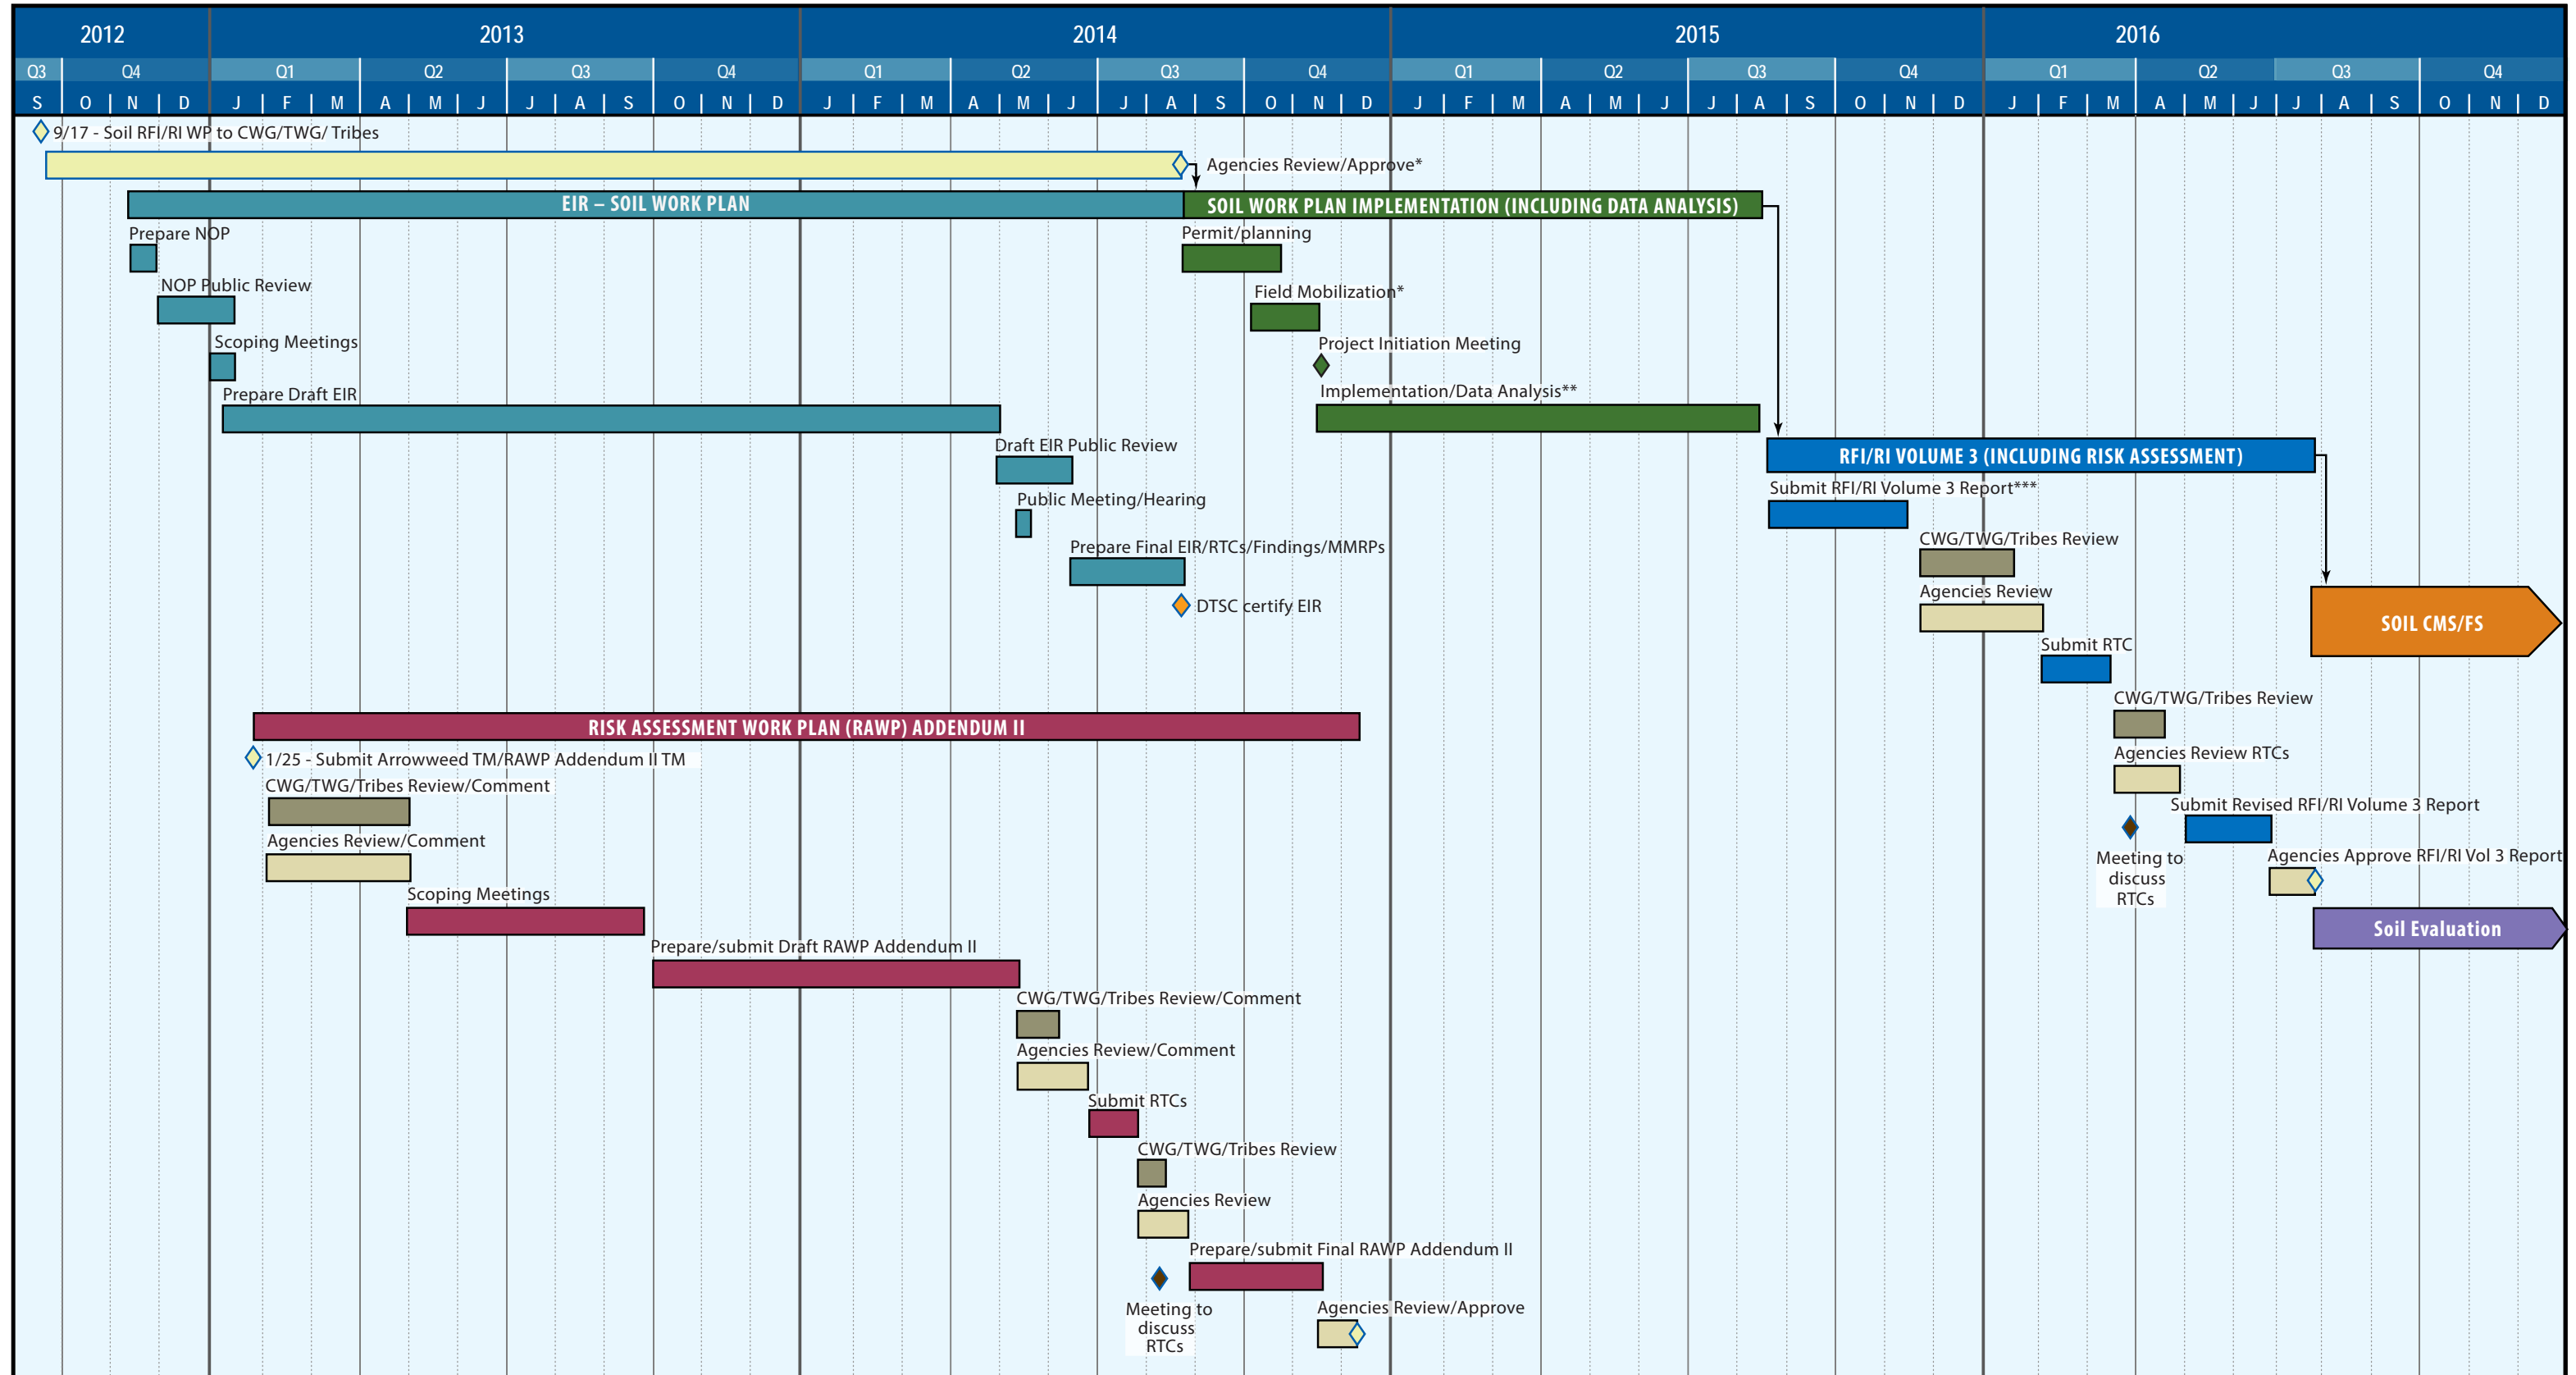 2012 2013 2014 2015 2016
Q3 Q4 Q1 Q2 Q3 Q4 Q1 Q2 Q3 Q4 Q1 Q2 Q3 Q4 Q1 Q2 Q3 Q4
S O N D J F M A M J J A S O N D J F M A M J J A S O N D J F M A M J J A S O N D J F M A M J J A S O N D
9/17 - Soil RFI/RI WP to CWG/TWG/ Tribes
Agencies Review/Approve*
EIR – SOIL WORK PLAN
SOIL WORK PLAN IMPLEMENTATION (INCLUDING DATA ANALYSIS)
Prepare NOP
Permit/planning
NOP Public Review
Field Mobilization*
Scoping Meetings
Project Initiation Meeting
Prepare Draft EIR
Implementation/Data Analysis**
Draft EIR Public Review
RFI/RI VOLUME 3 (INCLUDING RISK ASSESSMENT)
Public Meeting/Hearing
Submit RFI/RI Volume 3 Report***
Prepare Final EIR/RTCs/Findings/MMRPs
CWG/TWG/Tribes Review
DTSC certify EIR
Agencies Review
SOIL CMS/FS
Submit RTC
CWG/TWG/Tribes Review
RISK ASSESSMENT WORK PLAN (RAWP) ADDENDUM II
1/25 - Submit Arrowweed TM/RAWP Addendum II TM
Agencies Review RTCs
CWG/TWG/Tribes Review/Comment
Submit Revised RFI/RI Volume 3 Report
Agencies Review/Comment
Meeting to
discuss
RTCs
Agencies Approve RFI/RI Vol 3 Report
Scoping Meetings
Soil Evaluation
Prepare/submit Draft RAWP Addendum II
CWG/TWG/Tribes Review/Comment
Agencies Review/Comment
Submit RTCs
CWG/TWG/Tribes Review
Agencies Review
Prepare/submit Final RAWP Addendum II
Meeting to
discuss
RTCs
Agencies Review/Approve